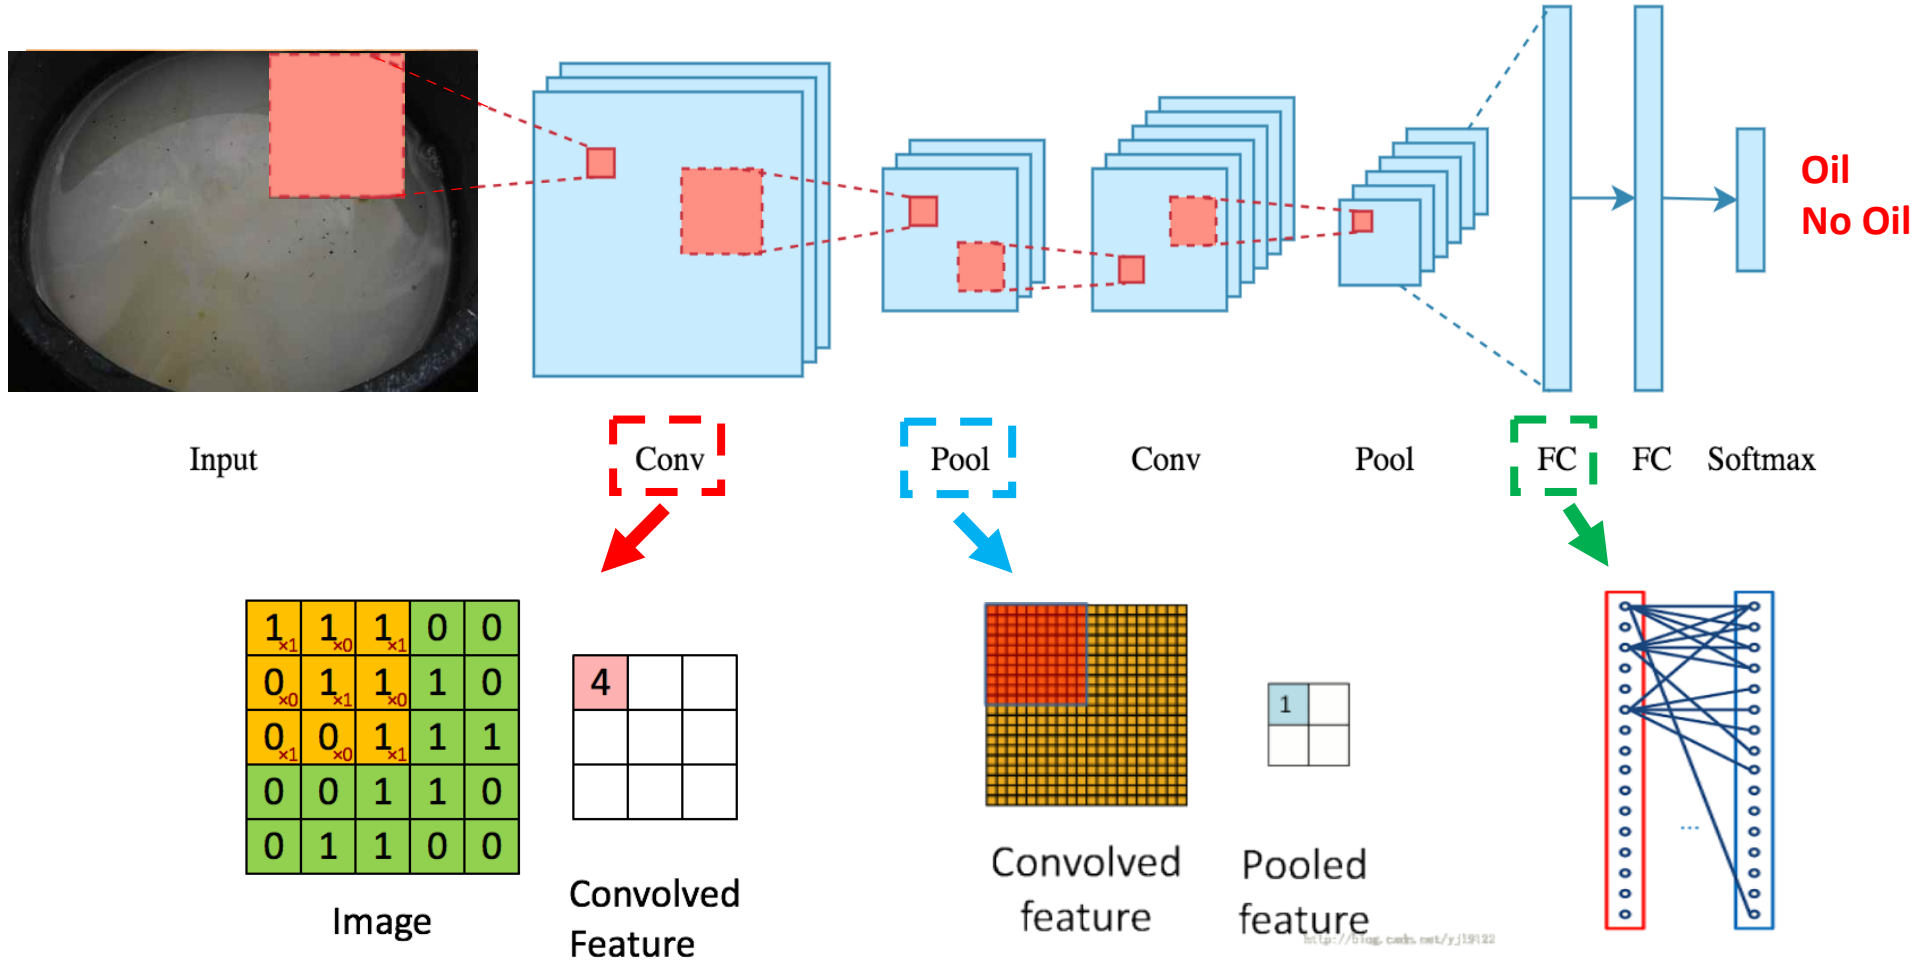 Oil
No Oil
Input
Conv
Pool
Conv
Pool
FC
FC
Softmax
1×1 1×0 1×1 0 0
0×0 1×1 1×0 1 0
0×1 0×0 1×1 1 1
0 0 1 1 0
0 1 1 0 0
Image
4
Convolved
Feature
Convolved
feature
1
Pooled
feature
...